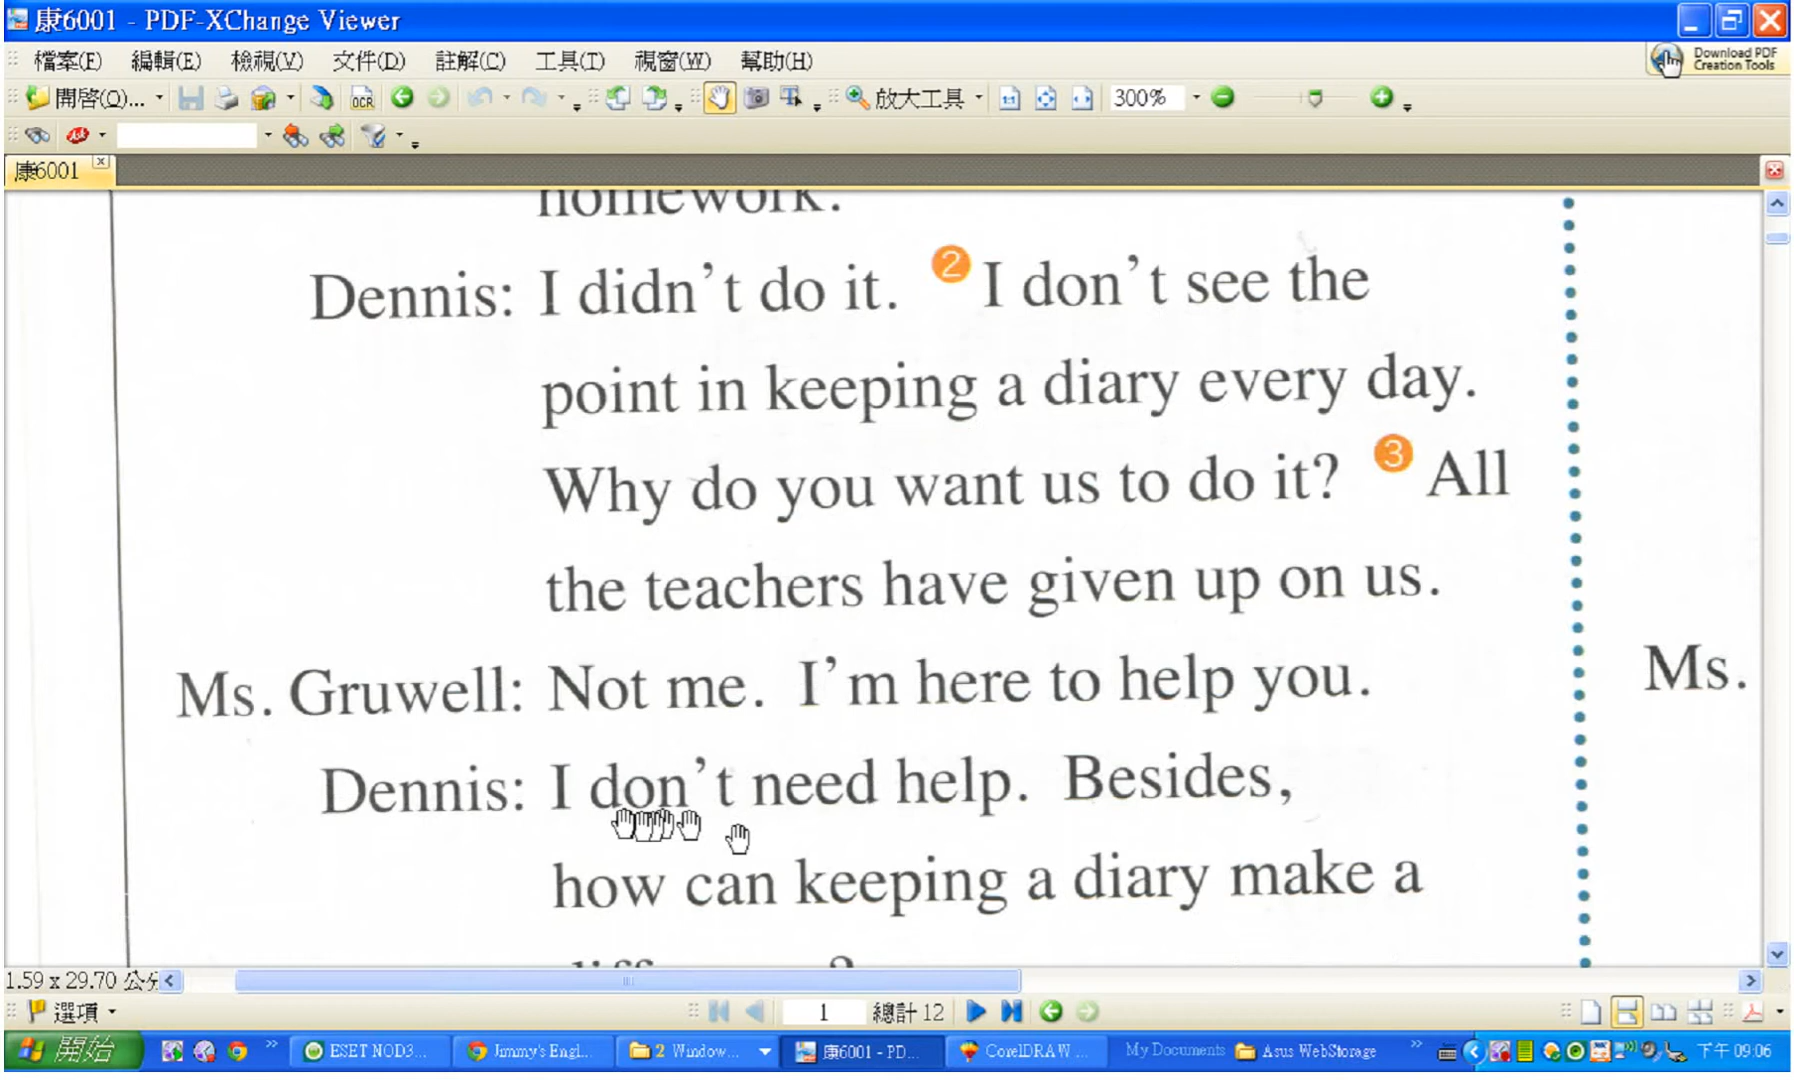 康6001 - PDF-XChange Viewer
檔案(F) 編輯(E) 檢視(V) 文件(D) 註解(C) 工具(T) 視窗(W) 幫助(H)
Download PDF
Creation Tools
開啓(O)... OCR 放大工具 300%
Ask
康6001
homework.
Dennis: I didn't do it. 2 I don't see the
point in keeping a diary every day.
Why do you want us to do it? 3 All
the teachers have given up on us.
Ms. Gruwell: Not me. I'm here to help you.
Ms.
Dennis: I don't need help. Besides,
how can keeping a diary make a
1.59 x 29.70 公分
選項 1 總計 12
開始 ESET NOD3... Jimmy's Engl... 2 Window... 康6001 - PD... CorelDRAW ... My Documents Asus WebStorage 下午 09:06